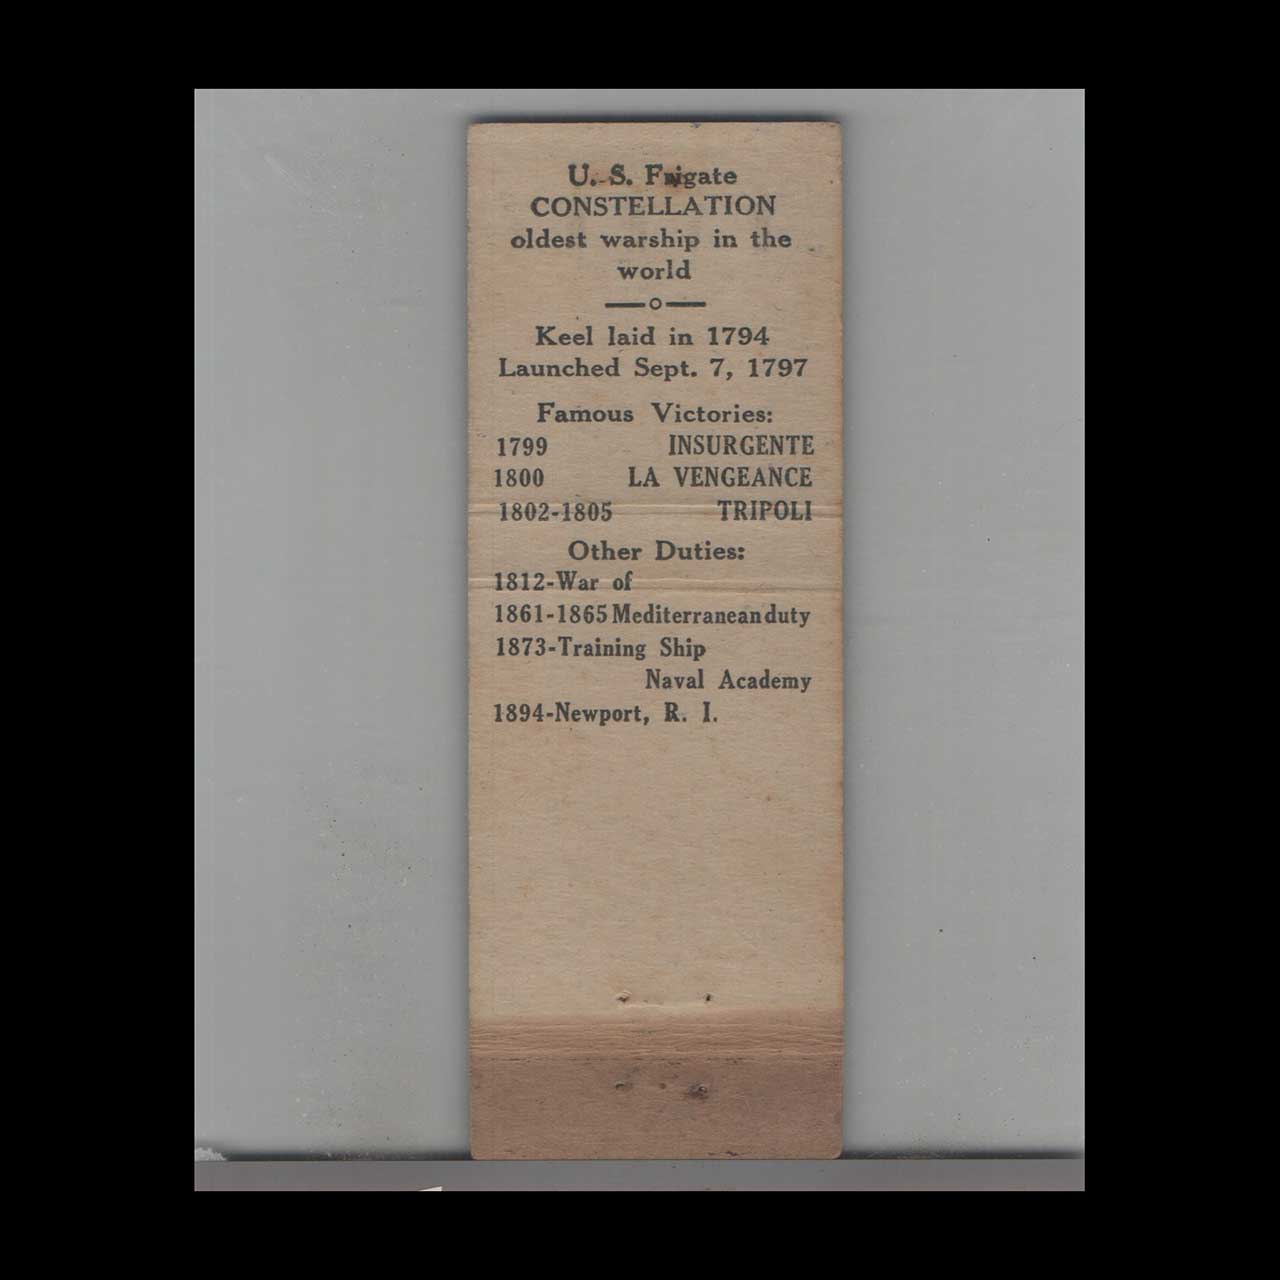 U. S. Frigate
CONSTELLATION
oldest warship in the
world
Keel laid in 1794
Launched Sept. 7, 1797
Famous Victories:
1799 INSURGENTE
1800 LA VENGEANCE
1802-1805 TRIPOLI
Other Duties:
1812-War of
1861-1865 Mediterranean duty
1873-Training Ship
Naval Academy
1894-Newport, R. I.